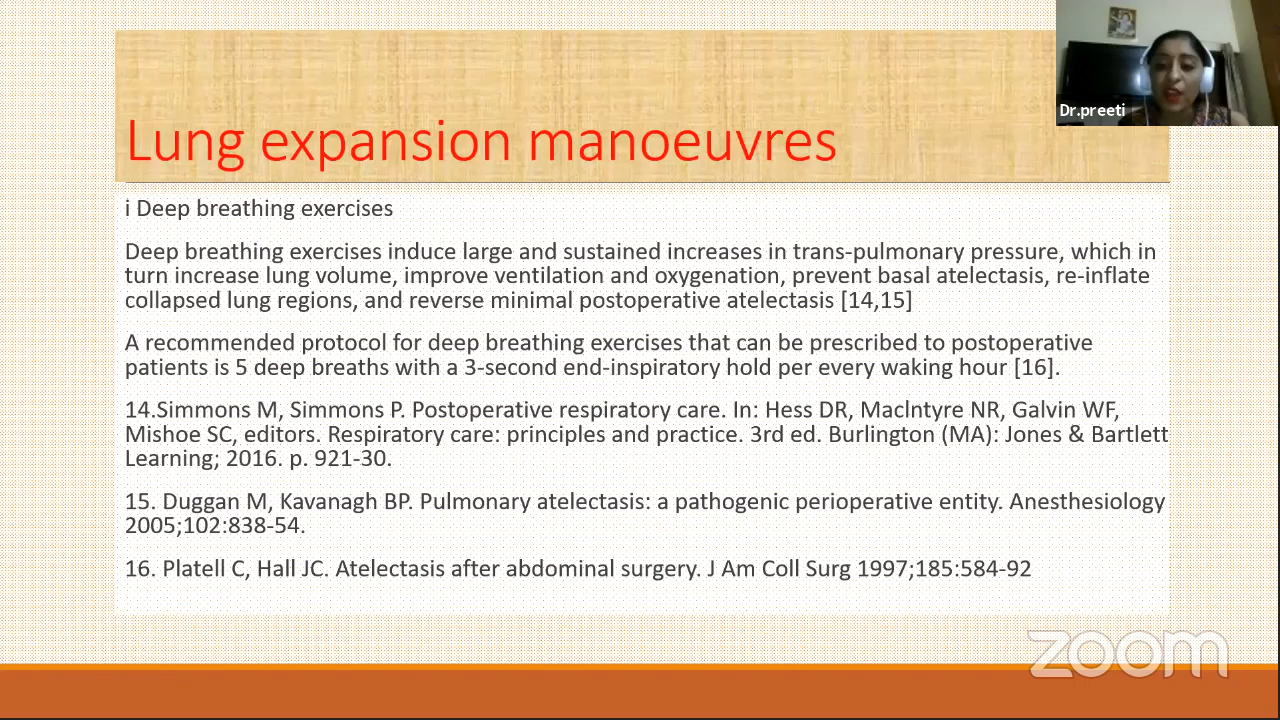 Dr.preeti
Lung expansion manoeuvres
i Deep breathing exercises
Deep breathing exercises induce large and sustained increases in trans-pulmonary pressure, which in
turn increase lung volume, improve ventilation and oxygenation, prevent basal atelectasis, re-inflate
collapsed lung regions, and reverse minimal postoperative atelectasis [14,15]
A recommended protocol for deep breathing exercises that can be prescribed to postoperative
patients is 5 deep breaths with a 3-second end-inspiratory hold per every waking hour [16].
14.Simmons M, Simmons P. Postoperative respiratory care. In: Hess DR, Maclntyre NR, Galvin WF,
Mishoe SC, editors. Respiratory care: principles and practice. 3rd ed. Burlington (MA): Jones & Bartlett
Learning; 2016. p. 921-30.
15. Duggan M, Kavanagh BP. Pulmonary atelectasis: a pathogenic perioperative entity. Anesthesiology
2005;102:838-54.
16. Platell C, Hall JC. Atelectasis after abdominal surgery. J Am Coll Surg 1997;185:584-92
zoom